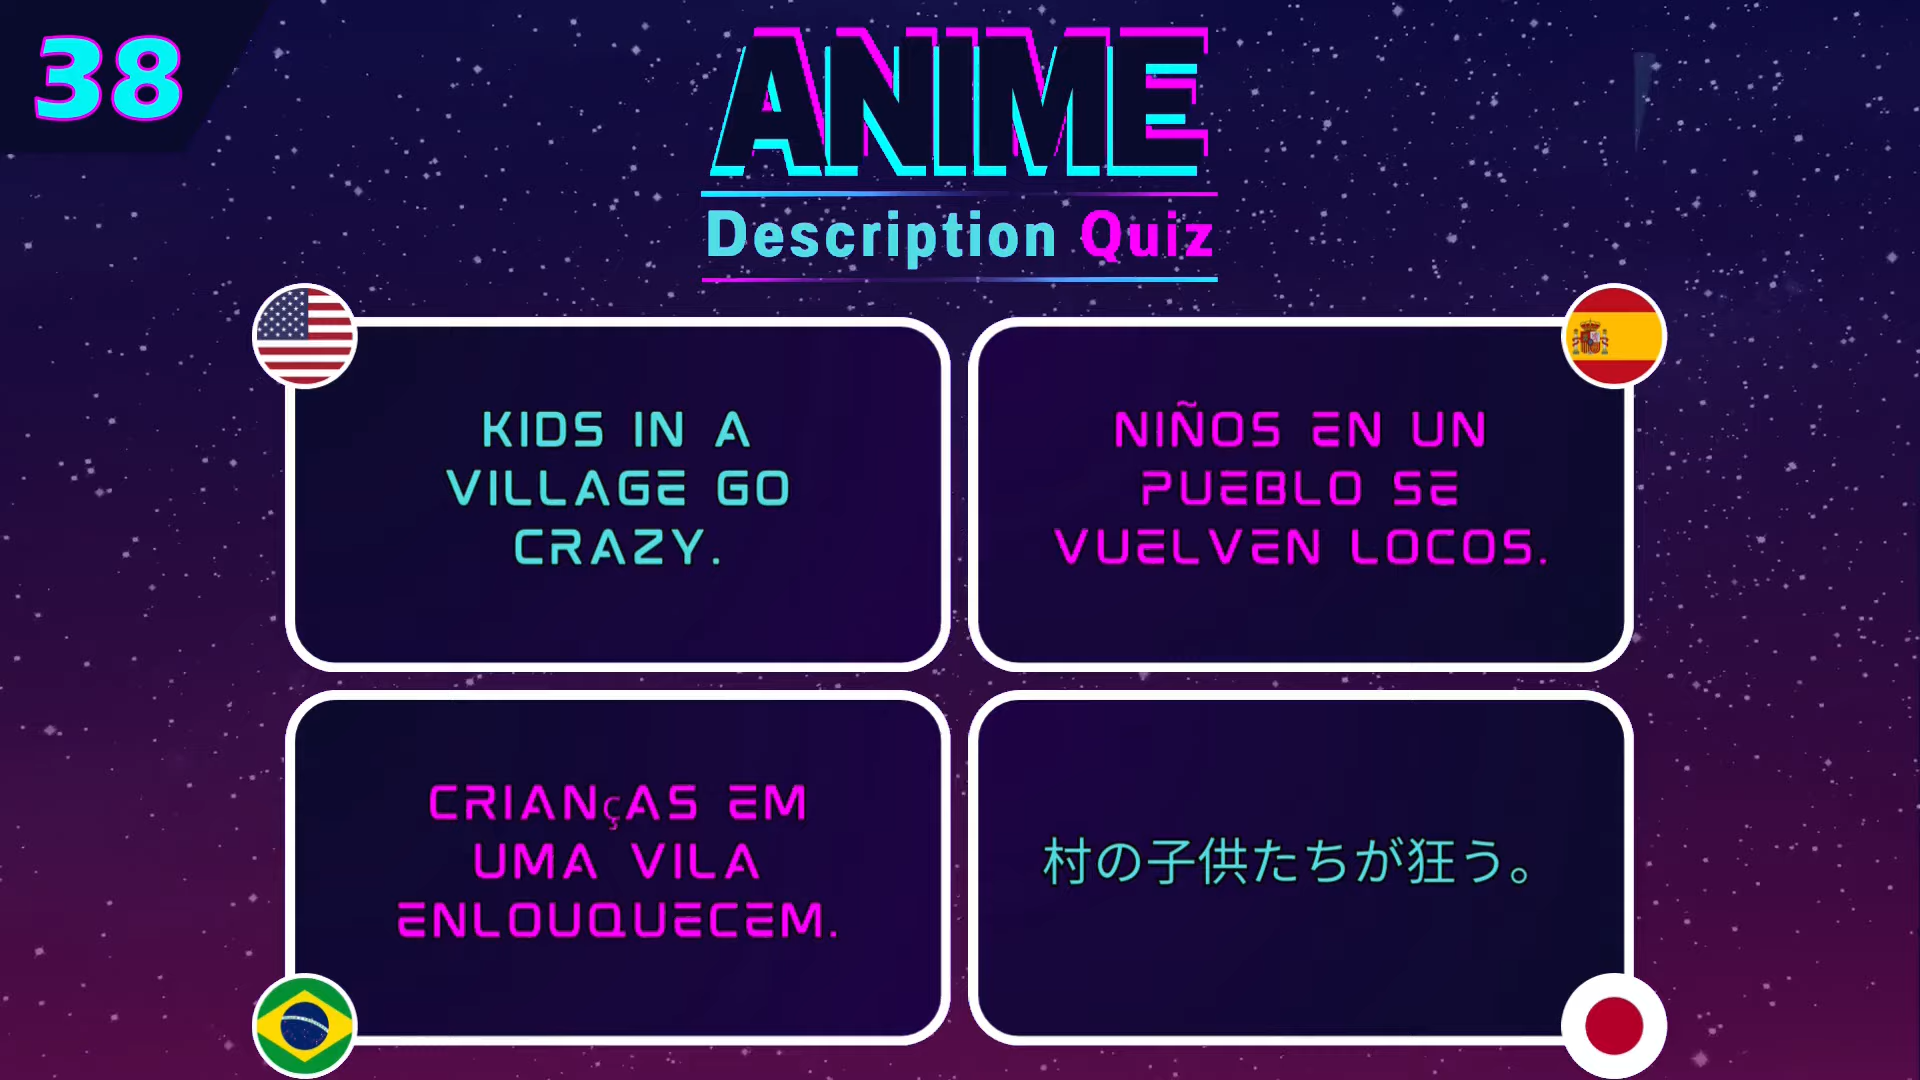 38
ANIME
Description Quiz
KIDS IN A
VILLAGE GO
CRAZY.
NIÑOS EN UN
PUEBLO SE
VUELVEN LOCOS.
CRIANçAS EM
UMA VILA
ENLOUQUECEM.
村の子供たちが狂う。